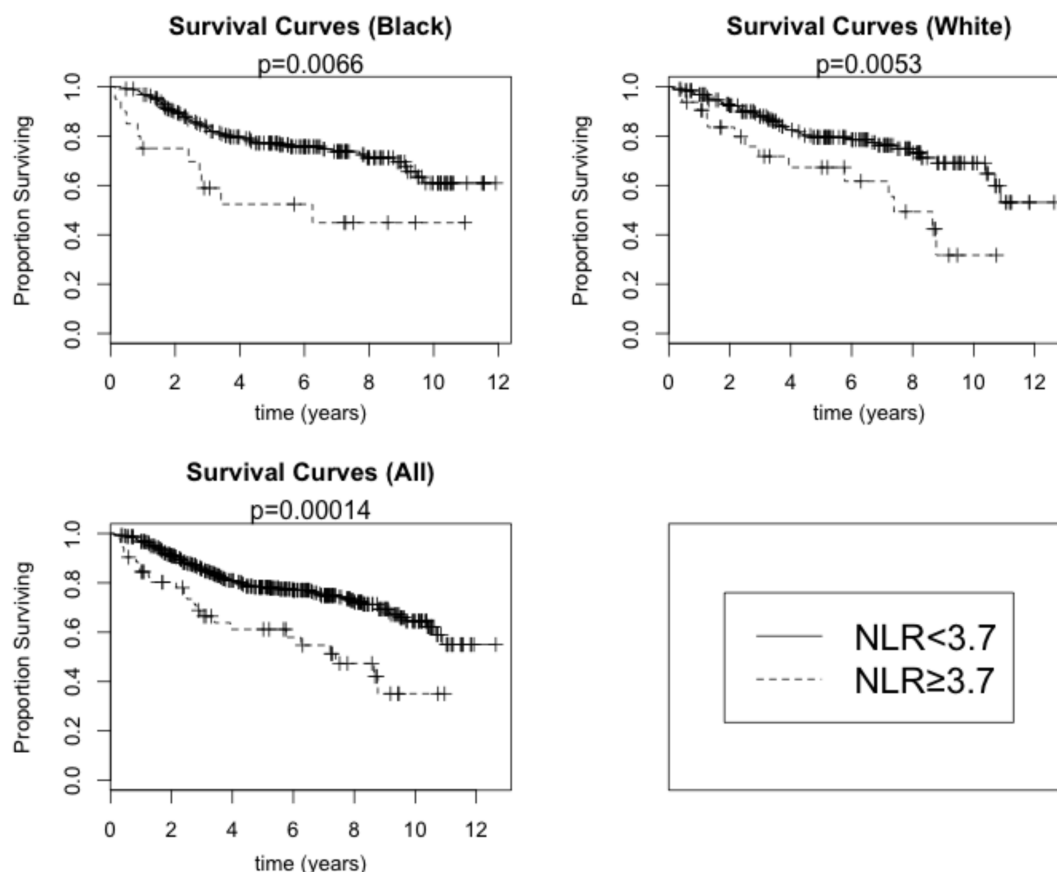 Survival Curves (Black)
p=0.0066
Proportion Surviving
1.0
0.8
0.6
0.4
0.2
0.0
0 2 4 6 8 10 12
time (years)
Survival Curves (White)
p=0.0053
Proportion Surviving
1.0
0.8
0.6
0.4
0.2
0.0
0 2 4 6 8 10 12
time (years)
Survival Curves (All)
p=0.00014
Proportion Surviving
1.0
0.8
0.6
0.4
0.2
0.0
0 2 4 6 8 10 12
time (years)
NLR<3.7
NLR≥3.7